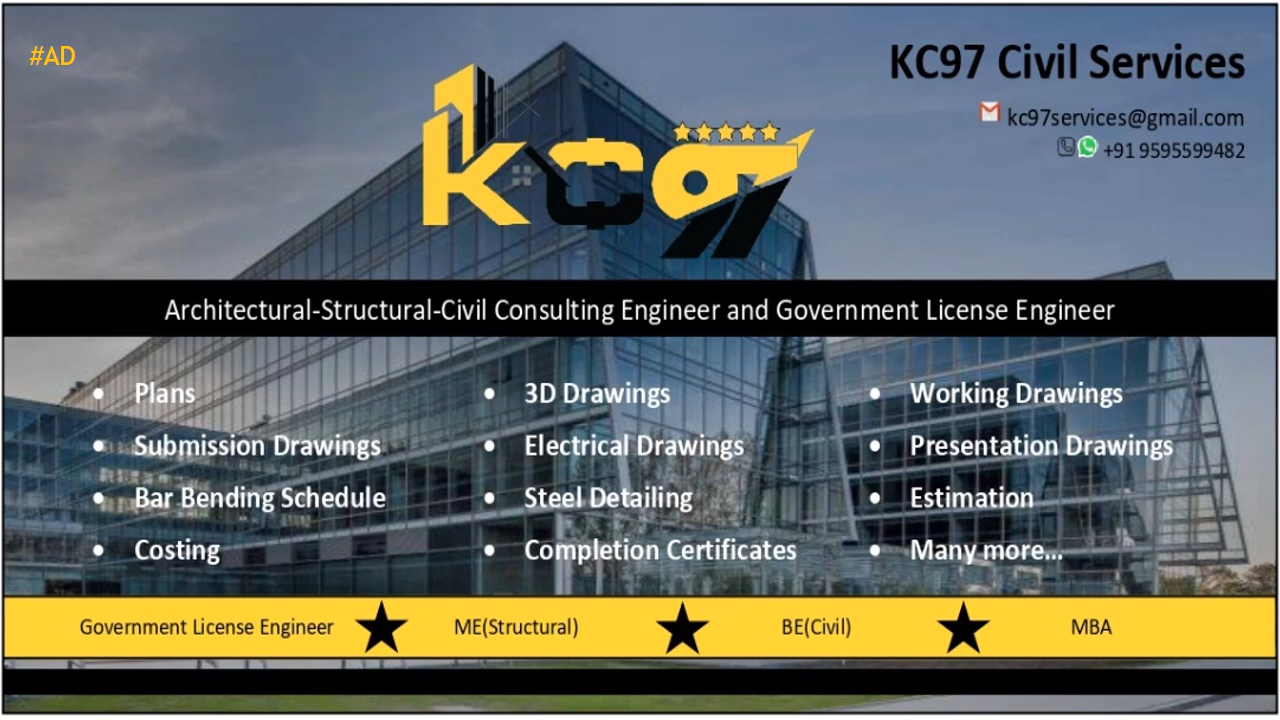 #AD
KC97 Civil Services
kc97services@gmail.com
+91 9595599482
kc97
Architectural-Structural-Civil Consulting Engineer and Government License Engineer
• Plans
• Submission Drawings
• Bar Bending Schedule
• Costing
• 3D Drawings
• Electrical Drawings
• Steel Detailing
• Completion Certificates
• Working Drawings
• Presentation Drawings
• Estimation
• Many more...
Government License Engineer ★ ME(Structural) ★ BE(Civil) ★ MBA